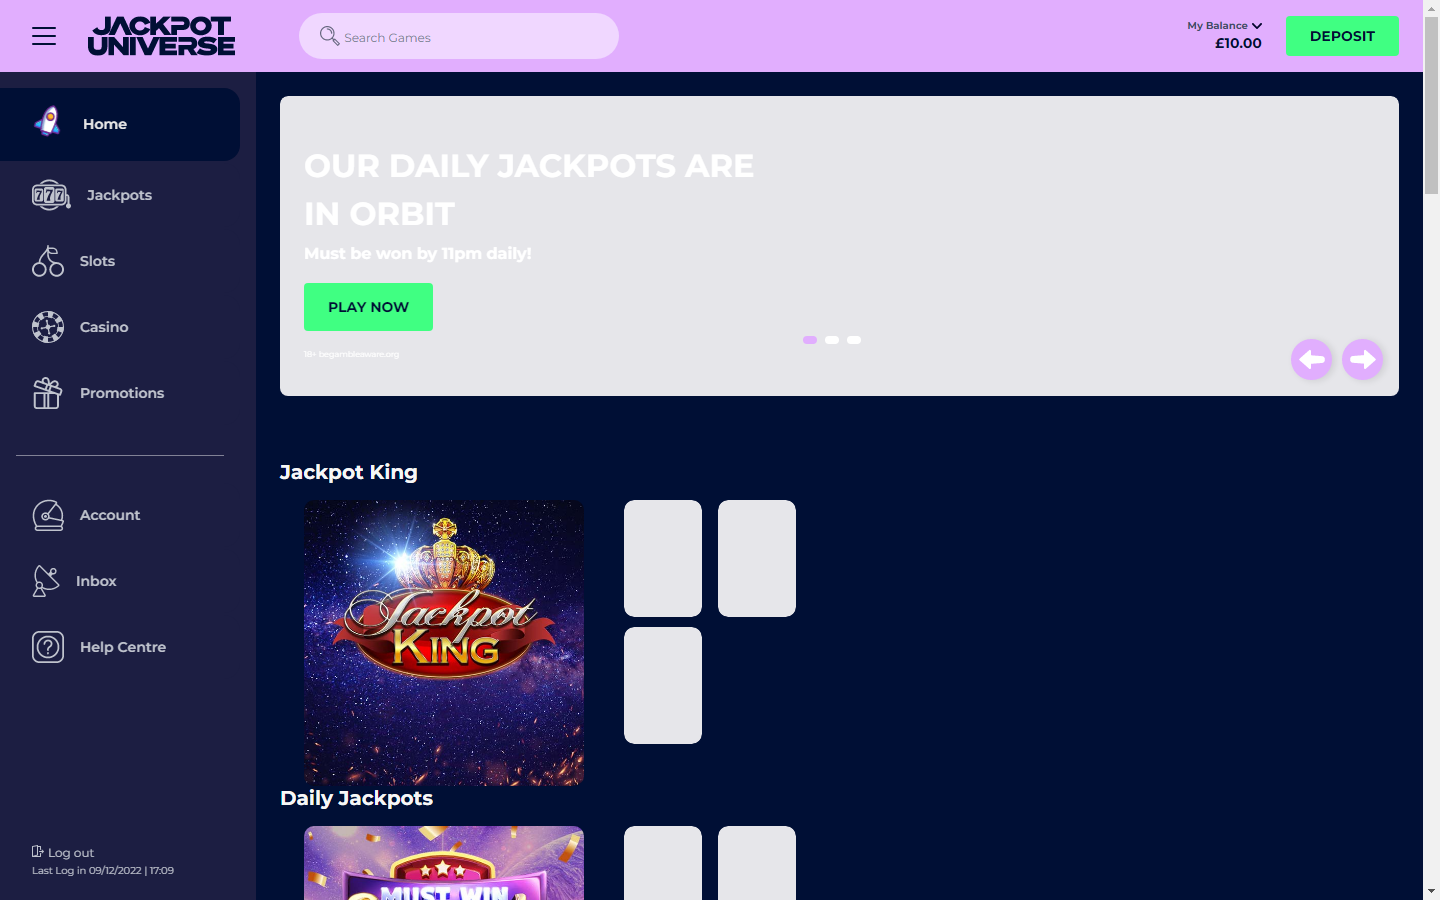 JACKPOT
UNIVERSE
Search Games
My Balance
£10.00
DEPOSIT
Home
Jackpots
Slots
Casino
Promotions
Account
Inbox
Help Centre
Log out
Last Log in 09/12/2022 | 17:09
OUR DAILY JACKPOTS ARE
IN ORBIT
Must be won by 11pm daily!
PLAY NOW
18+ begambleaware.org
Jackpot King
Jackpot
KING
Daily Jackpots
MUST WIN